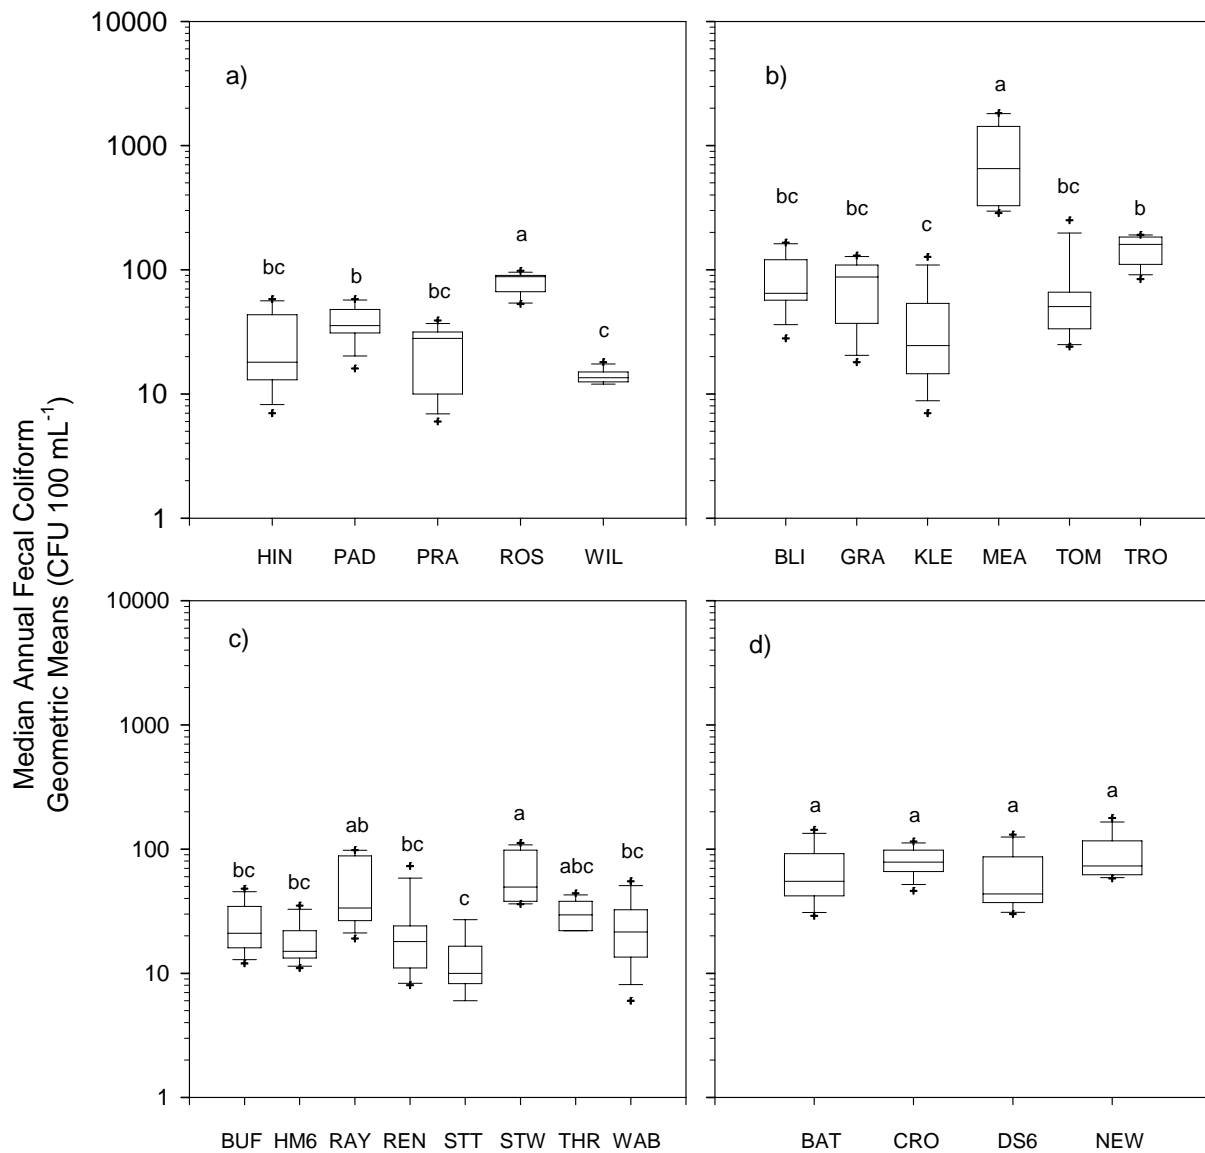 Median Annual Fecal Coliform
Geometric Means (CFU 100 mL-1)
10000
1000
100
10
1
a)
bc
b
bc
a
c
HIN PAD PRA ROS WIL
b)
bc
bc
c
a
bc
b
BLI GRA KLE MEA TOM TRO
10000
1000
100
10
1
c)
bc
bc
ab
bc
c
a
abc
bc
BUF HM6 RAY REN STT STW THR WAB
d)
a
a
a
a
BAT CRO DS6 NEW